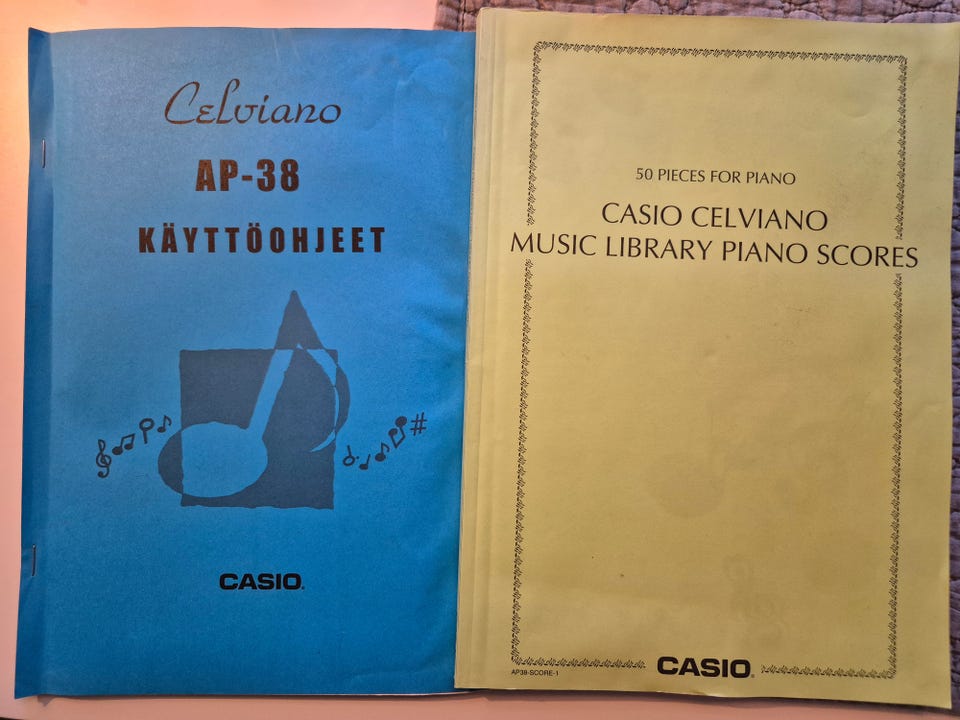 Celviano
AP-38
KÄYTTÖOHJEET
CASIO.
50 PIECES FOR PIANO
CASIO CELVIANO
MUSIC LIBRARY PIANO SCORES
CASIO.
AP38-SCORE-1